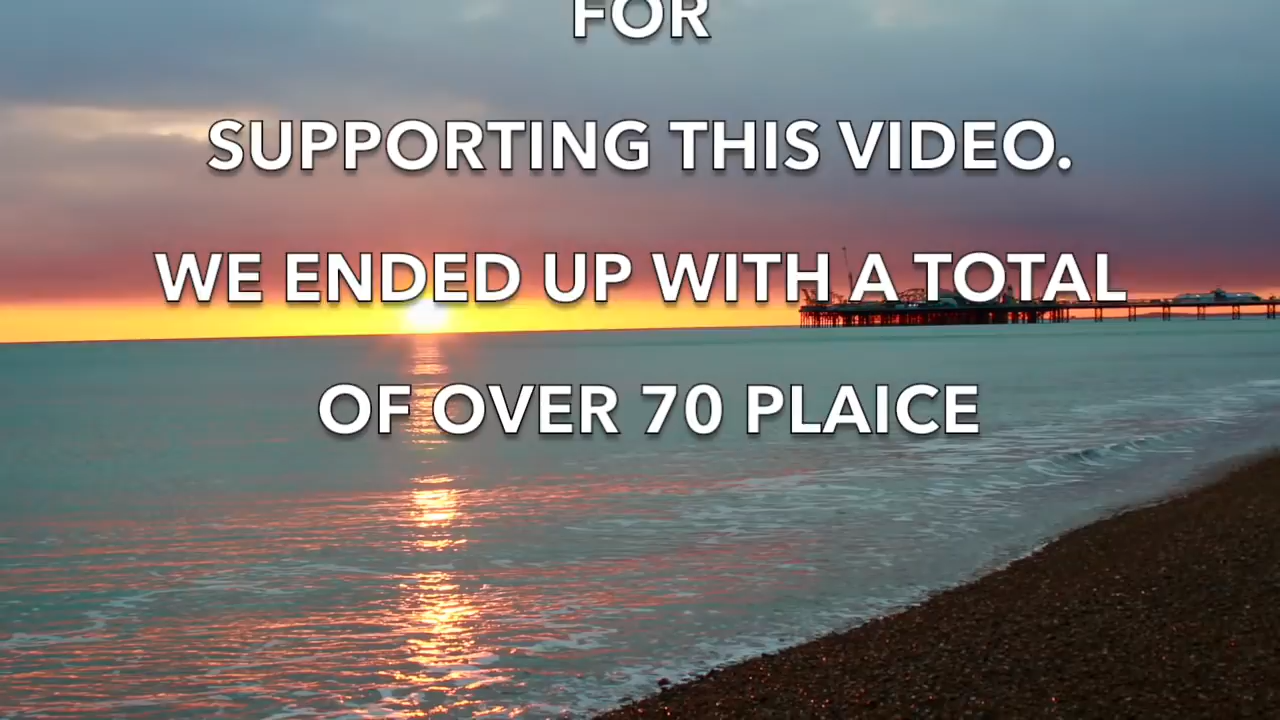 FOR
SUPPORTING THIS VIDEO.
WE ENDED UP WITH A TOTAL
OF OVER 70 PLAICE